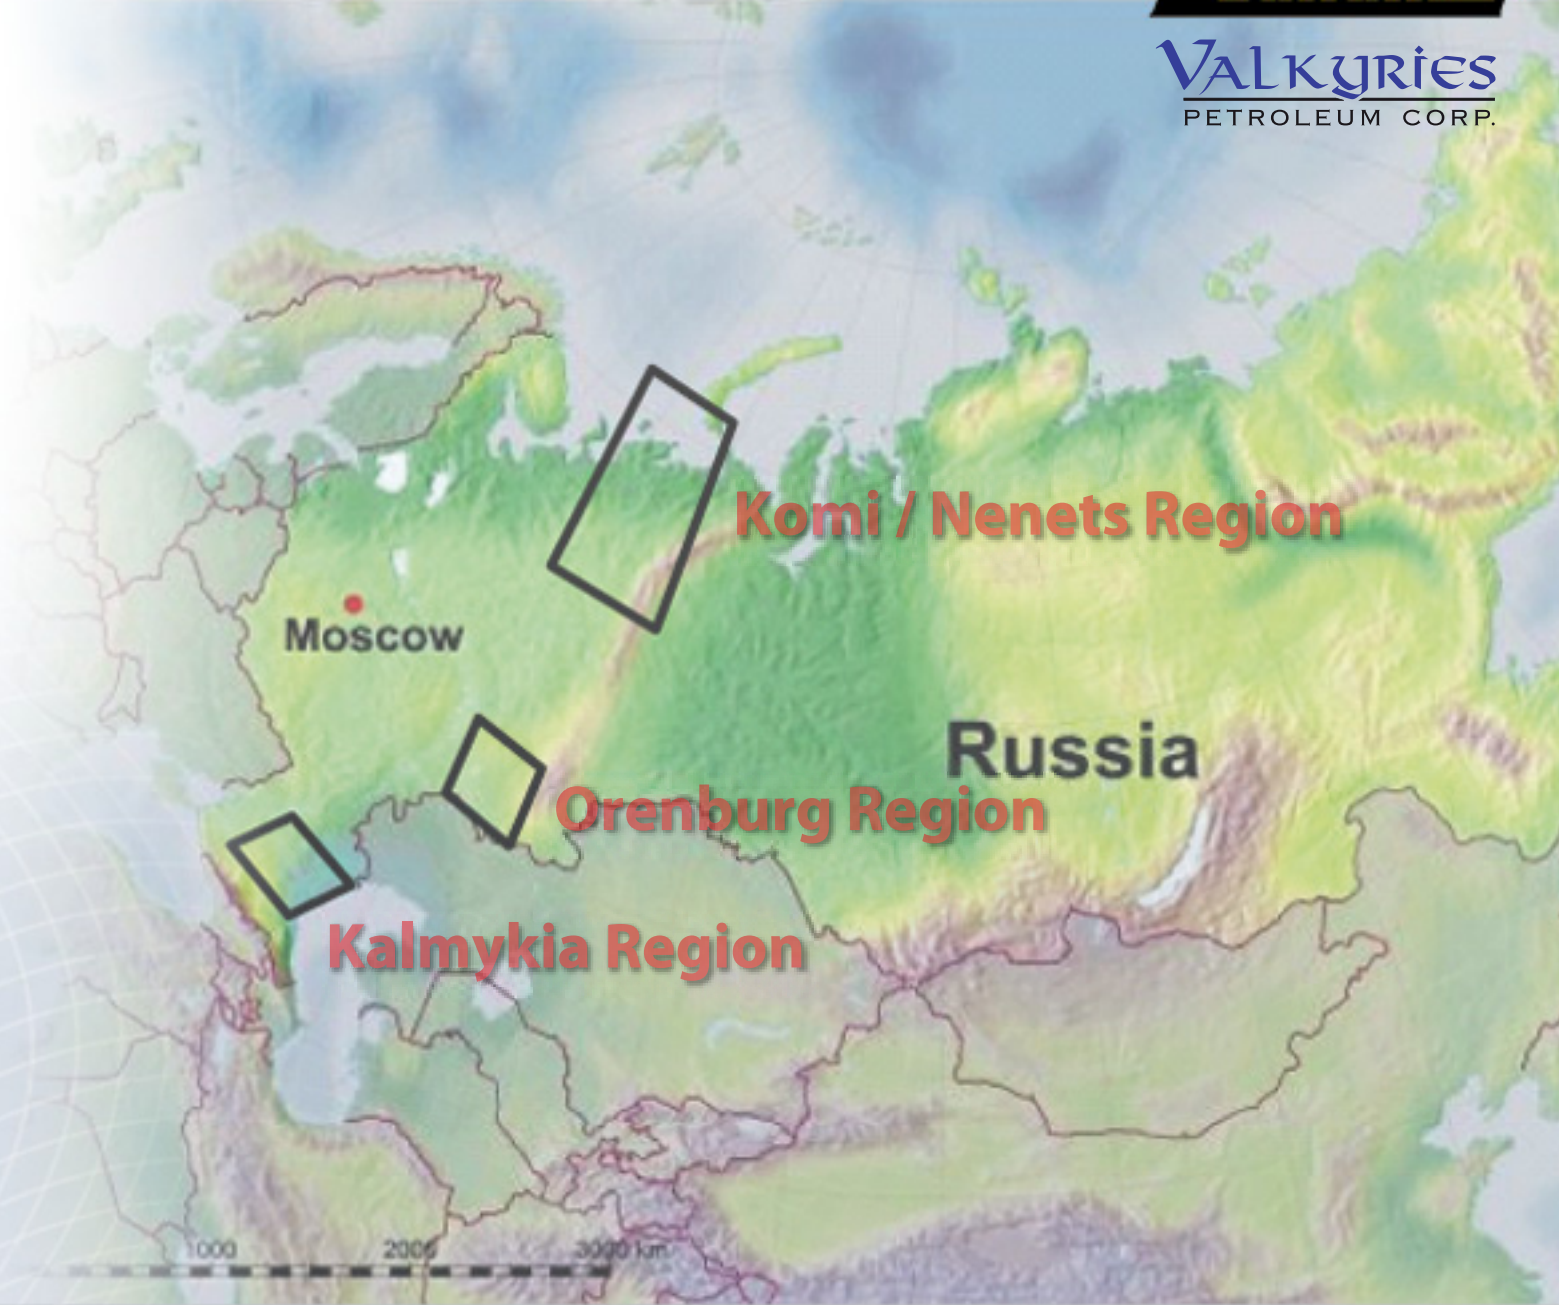 VALKYRIES
PETROLEUM CORP.
Komi / Nenets Region
Moscow
Russia
Orenburg Region
Kalmykia Region
1000 2000 3000 km